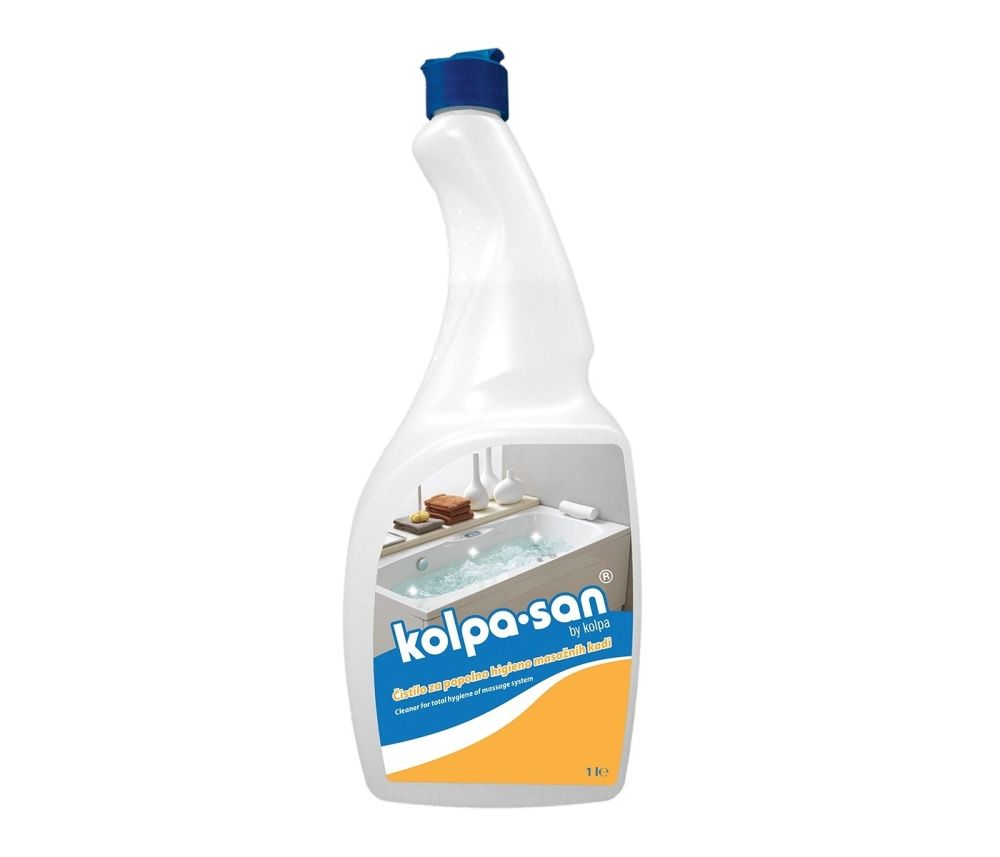 kolpa•san®
by kolpa
Čistilo za popolno higieno masažnih kadi
Cleaner for total hygiene of massage system
1 l℮